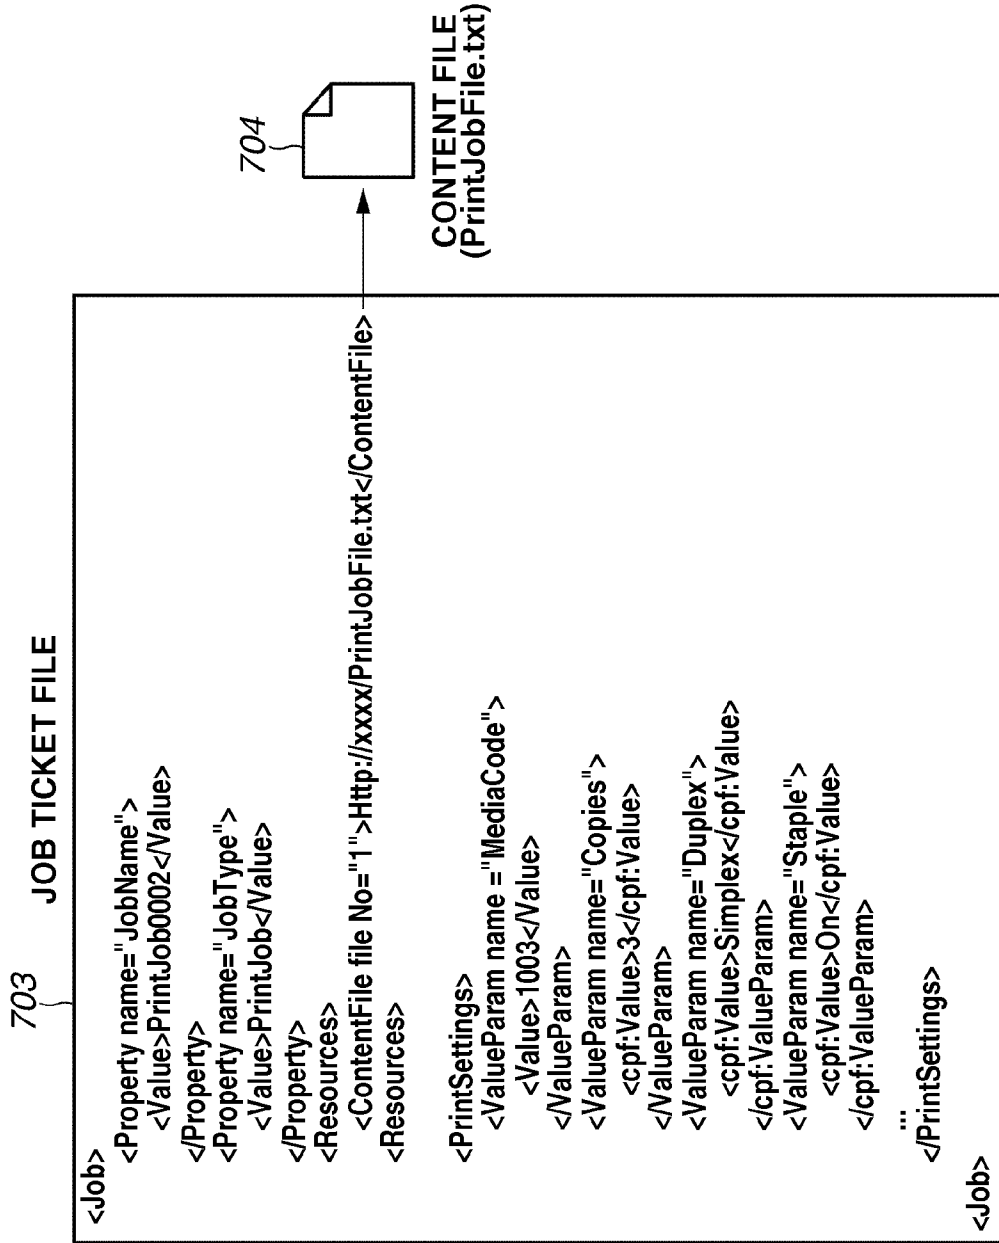 703
JOB TICKET FILE
<Job>
<Property name="JobName">
<Value>PrintJob0002</Value>
</Property>
<Property name="JobType">
<Value>PrintJob</Value>
</Property>
<Resources>
<ContentFile file No="1">Http://xxxx/PrintJobFile.txt</ContentFile>
<Resources>
<PrintSettings>
<ValueParam name ="MediaCode">
<Value>1003</Value>
</ValueParam>
<ValueParam name="Copies">
<cpf:Value>3</cpf:Value>
</ValueParam>
<ValueParam name="Duplex">
<cpf:Value>Simplex</cpf:Value>
</cpf:ValueParam>
<ValueParam name="Staple">
<cpf:Value>On</cpf:Value>
</cpf:ValueParam>
...
</PrintSettings>
<Job>
704
CONTENT FILE
(PrintJobFile.txt)